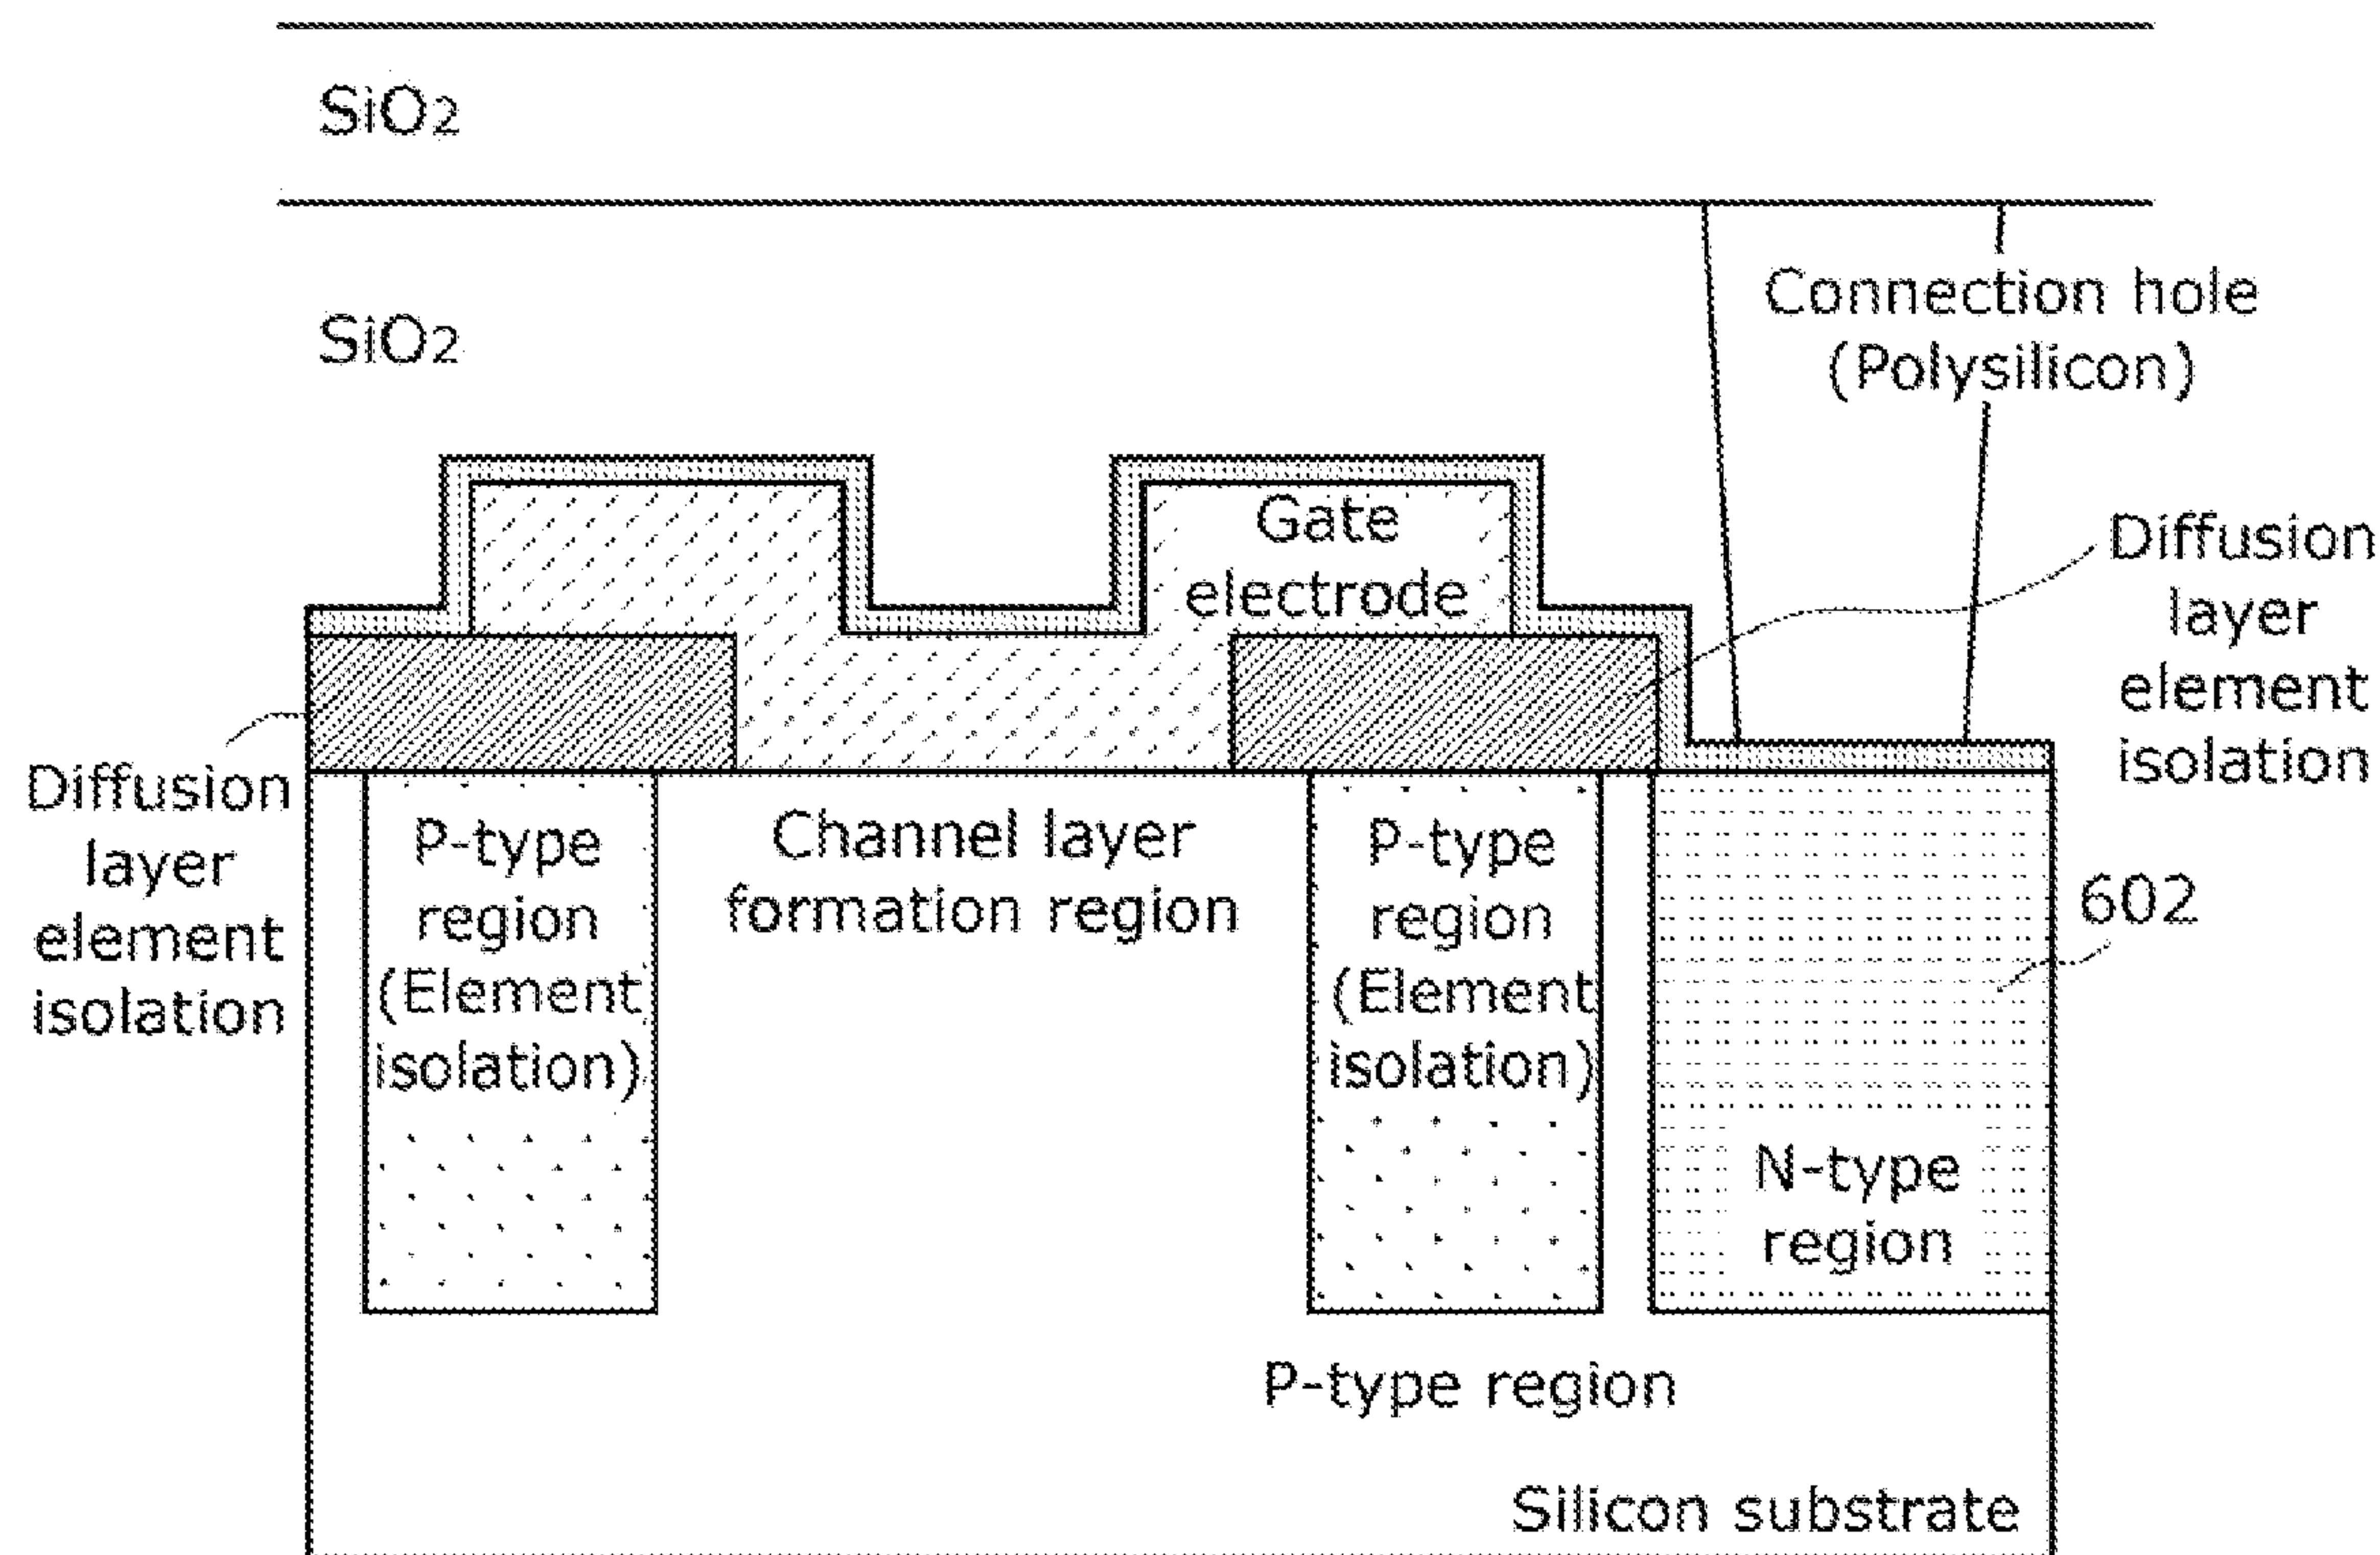 SiO2
SiO2
Connection hole
(Polysilicon)
Gate
electrode
Diffusion
layer
element
isolation
Diffusion
layer
element
isolation
P-type
region
(Element
isolation)
Channel layer
formation region
P-type
region
(Element
isolation)
602
N-type
region
P-type region
Silicon substrate